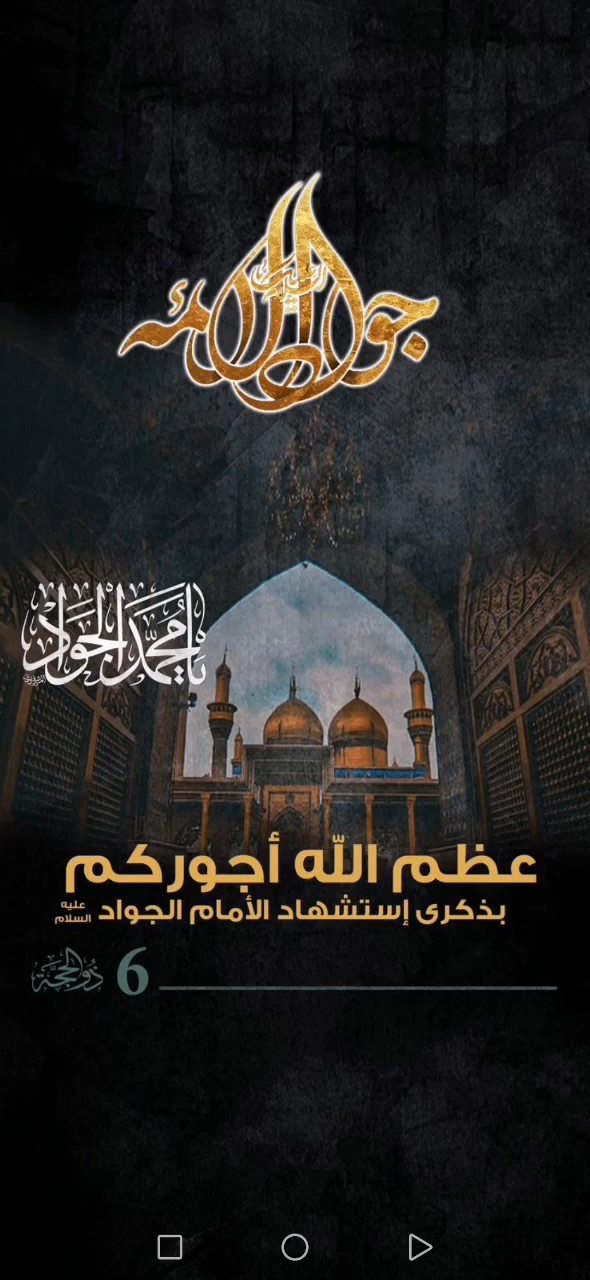 جواد الأئمة
يا محمد الجواد
عظم الله أجوركم
بذكرى إستشهاد الأمام الجواد عليه السلام
6 ذو الحجة